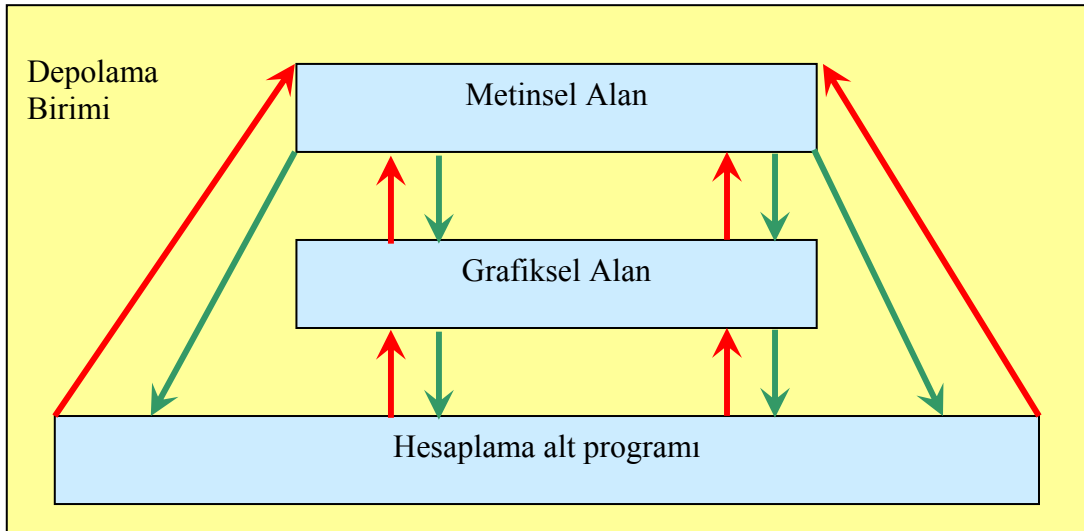 Depolama
Birimi
Metinsel Alan
Grafiksel Alan
Hesaplama alt programı